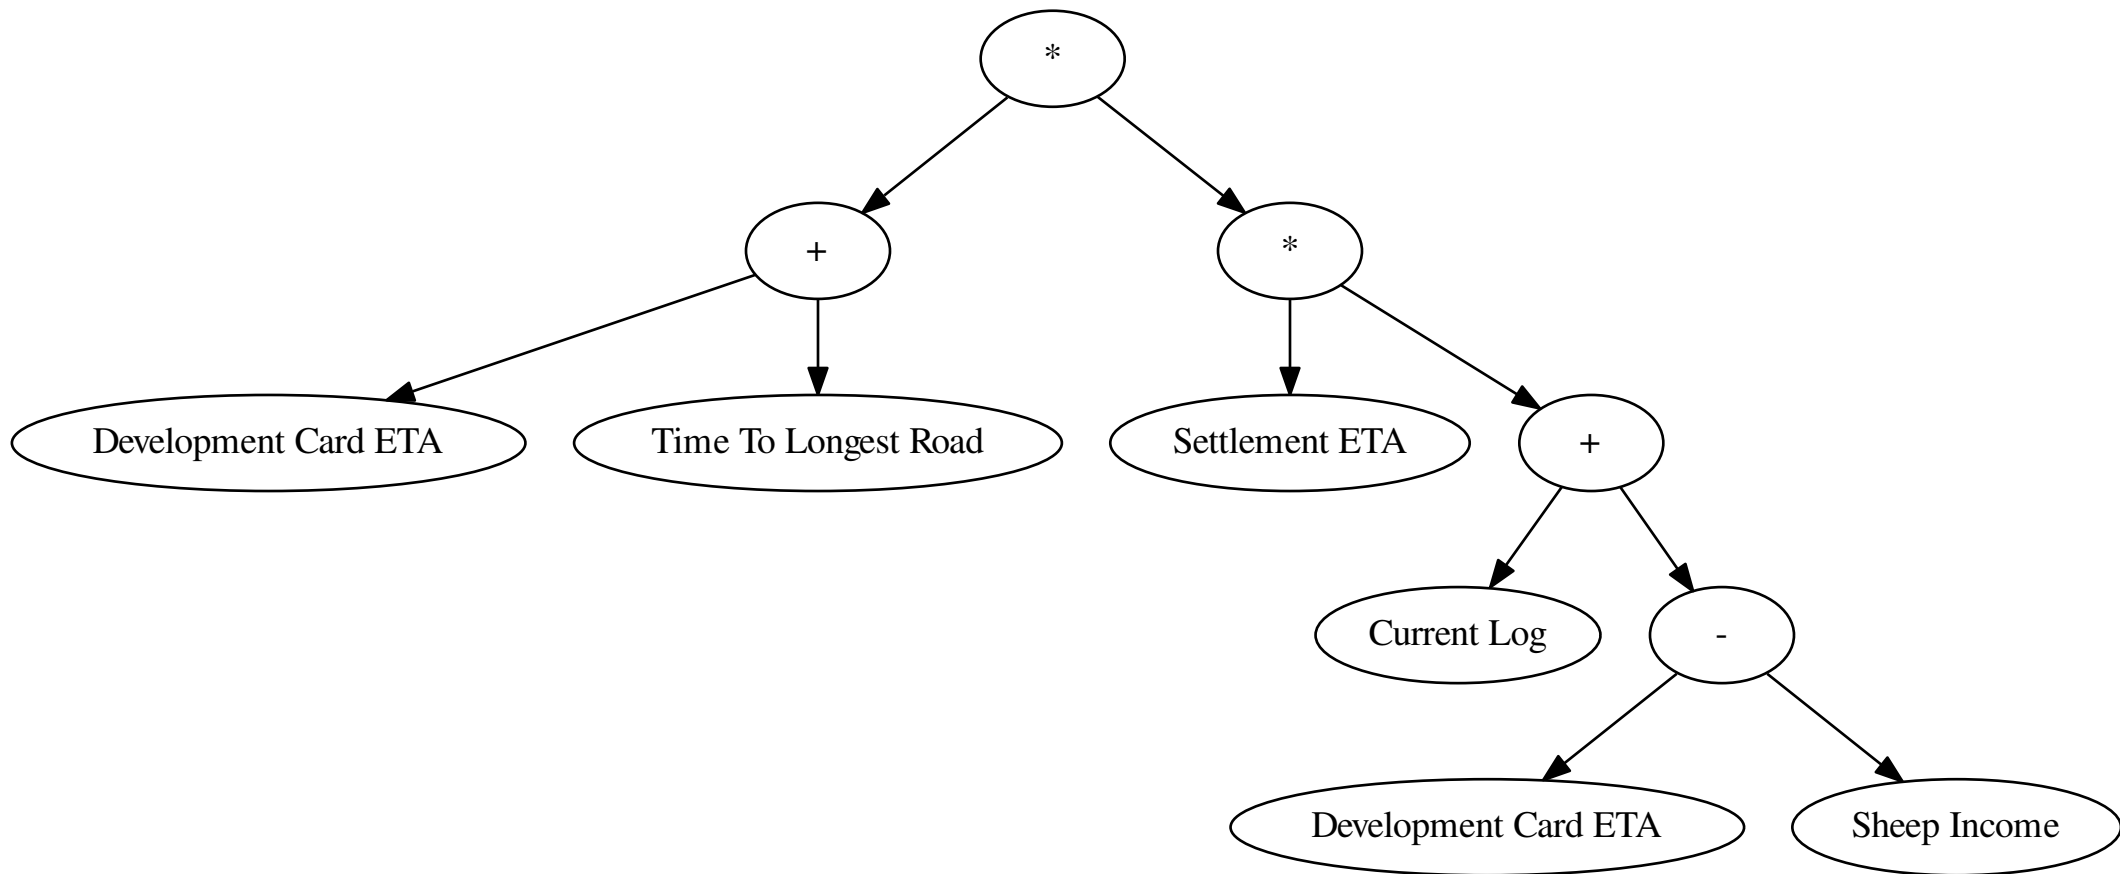 *
+
*
Development Card ETA
Time To Longest Road
Settlement ETA
+
Current Log
-
Development Card ETA
Sheep Income